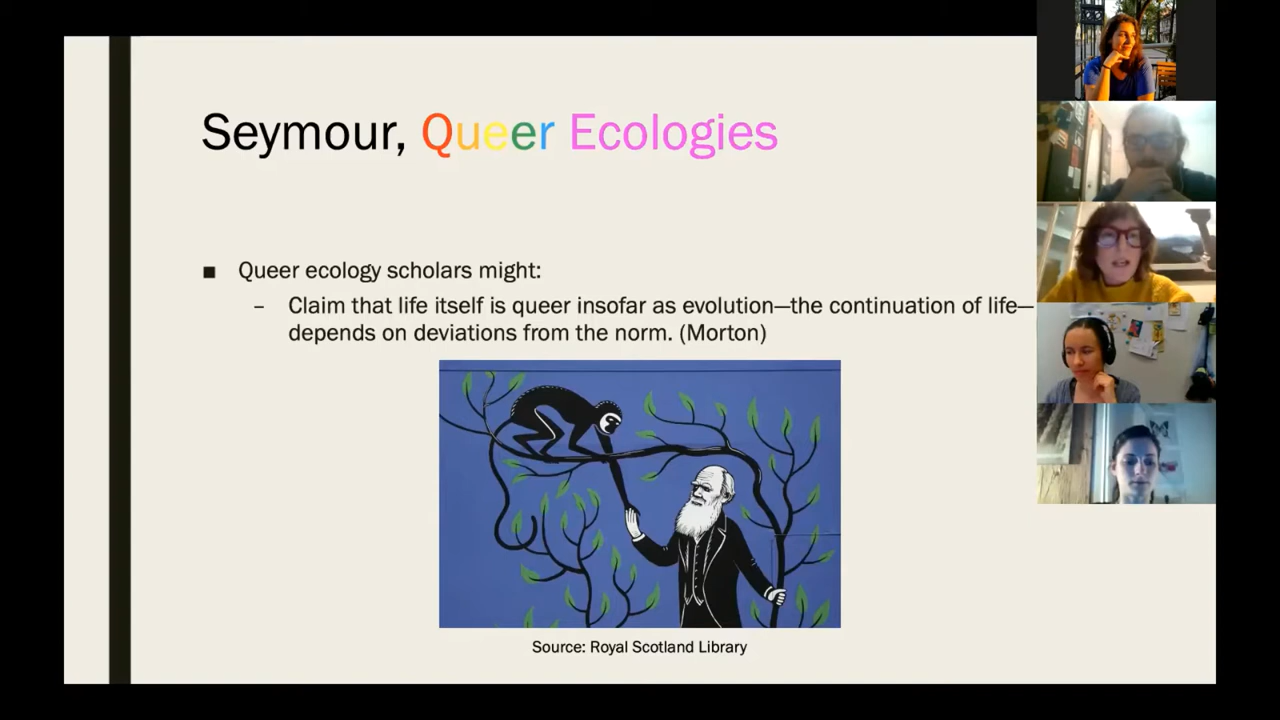 Seymour, Queer Ecologies
■ Queer ecology scholars might:
– Claim that life itself is queer insofar as evolution—the continuation of life—
depends on deviations from the norm. (Morton)
Source: Royal Scotland Library